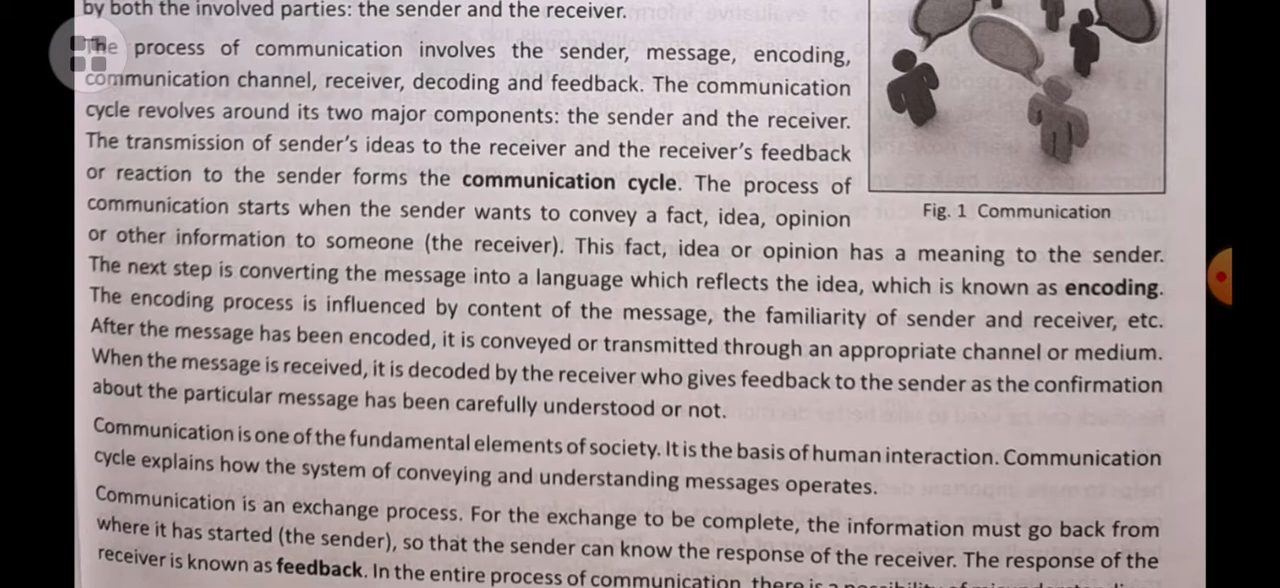 by both the involved parties: the sender and the receiver.
The process of communication involves the sender, message, encoding,
communication channel, receiver, decoding and feedback. The communication
cycle revolves around its two major components: the sender and the receiver.
The transmission of sender's ideas to the receiver and the receiver's feedback
or reaction to the sender forms the communication cycle. The process of
communication starts when the sender wants to convey a fact, idea, opinion
Fig. 1 Communication
or other information to someone (the receiver). This fact, idea or opinion has a meaning to the sender.
The next step is converting the message into a language which reflects the idea, which is known as encoding.
The encoding process is influenced by content of the message, the familiarity of sender and receiver, etc.
After the message has been encoded, it is conveyed or transmitted through an appropriate channel or medium.
When the message is received, it is decoded by the receiver who gives feedback to the sender as the confirmation
about the particular message has been carefully understood or not.
Communication is one of the fundamental elements of society. It is the basis of human interaction. Communication
cycle explains how the system of conveying and understanding messages operates.
Communication is an exchange process. For the exchange to be complete, the information must go back from
where it has started (the sender), so that the sender can know the response of the receiver. The response of the
receiver is known as feedback. In the entire process of communication, there is a